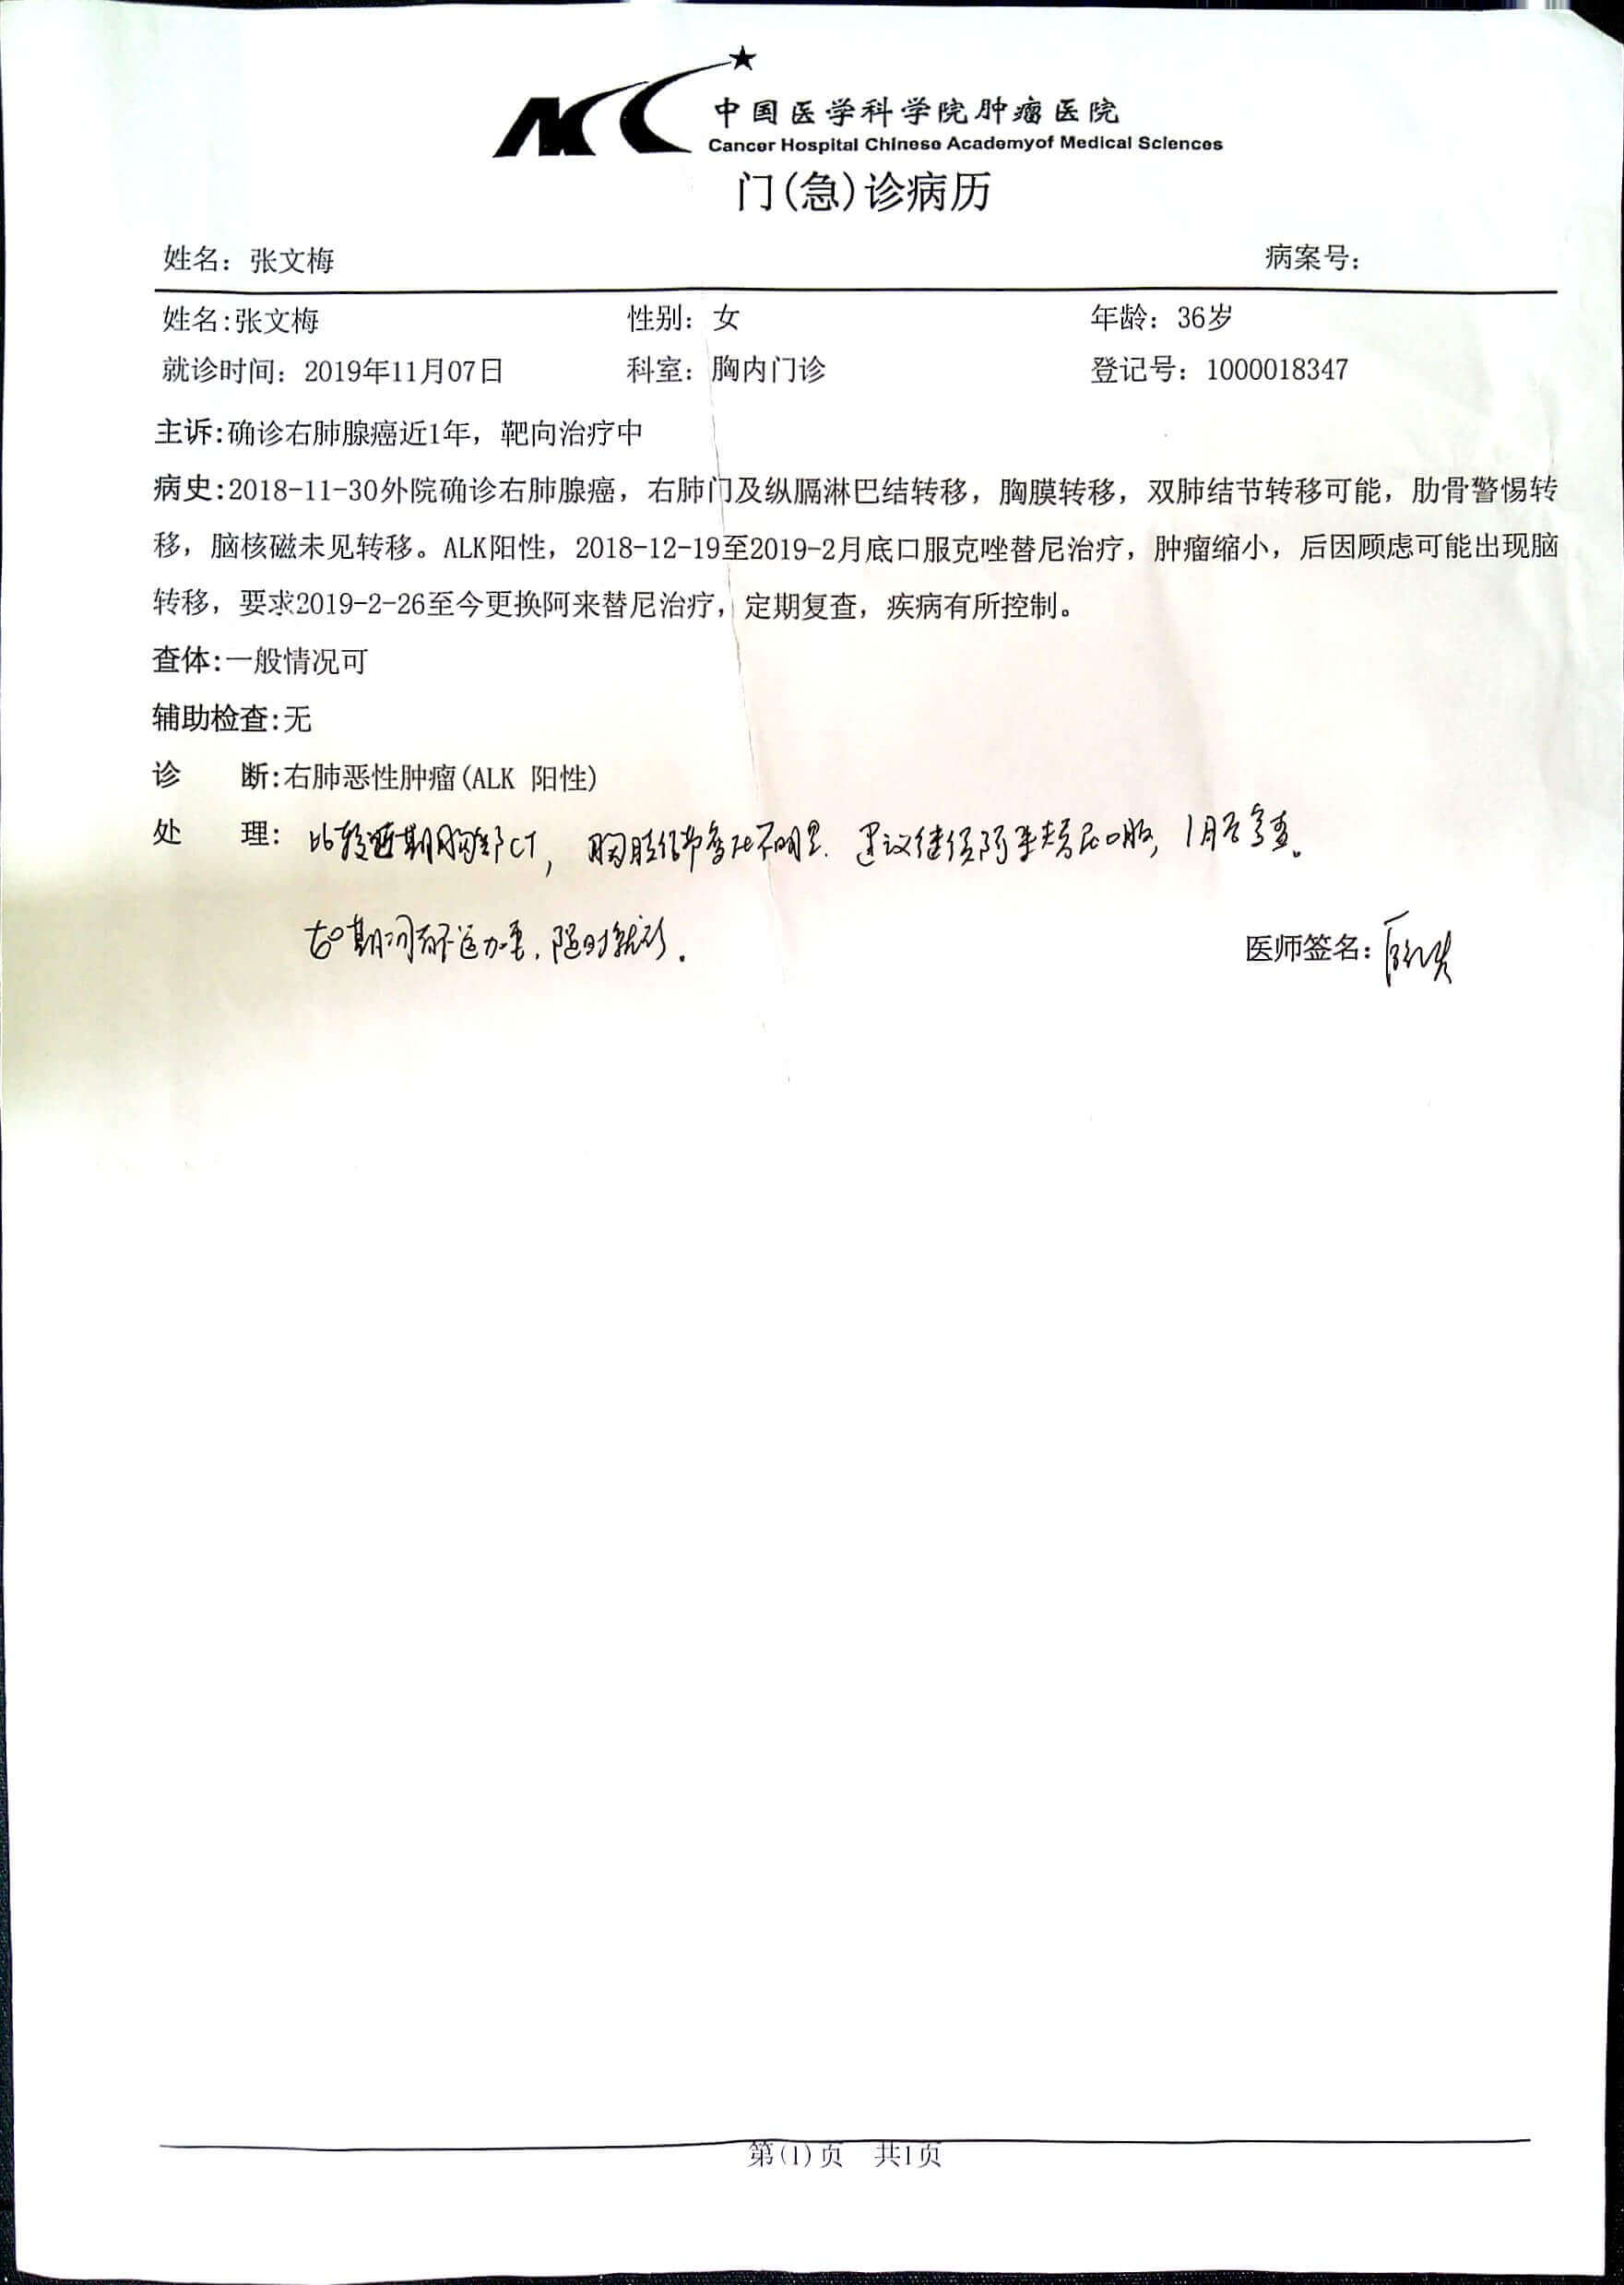 中国医学科学院肿瘤医院
Cancer Hospital Chinese Academyof Medical Sciences
门(急)诊病历
姓名：张文梅 病案号：
姓名:张文梅 性别：女 年龄：36岁
就诊时间：2019年11月07日 科室：胸内门诊 登记号：1000018347
主诉:确诊右肺腺癌近1年，靶向治疗中
病史:2018-11-30外院确诊右肺腺癌，右肺门及纵膈淋巴结转移，胸膜转移，双肺结节转移可能，肋骨警惕转
移，脑核磁未见转移。ALK阳性，2018-12-19至2019-2月底口服克唑替尼治疗，肿瘤缩小，后因顾虑可能出现脑
转移，要求2019-2-26至今更换阿来替尼治疗，定期复查，疾病有所控制。
查体:一般情况可
辅助检查:无
诊 断:右肺恶性肿瘤(ALK 阳性)
处 理：比较近期胸部CT，胸膜结节变化不明显．建议继续阿来替尼口服，1月后复查。
期间有不适加重，随时就诊．
医师签名：
第(1)页 共1页